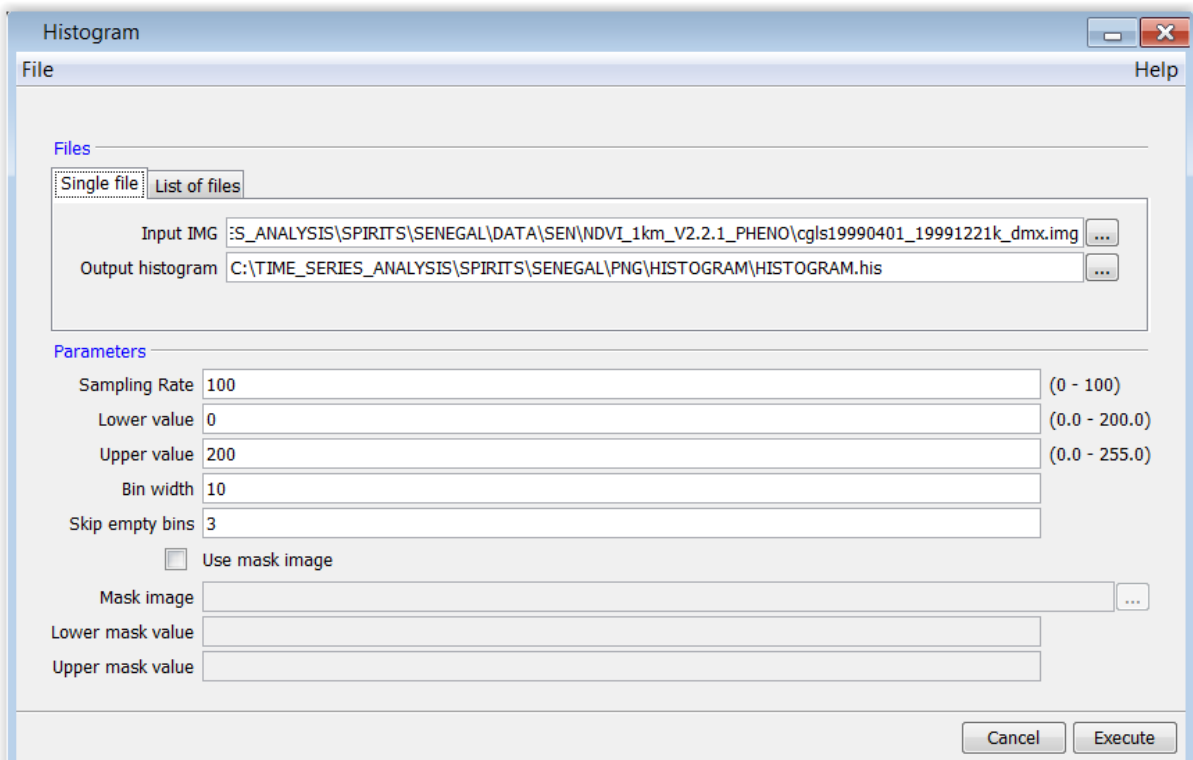 Histogram
File Help
Files
Single file List of files
Input IMG ES_ANALYSIS\SPIRITS\SENEGAL\DATA\SEN\NDVI_1km_V2.2.1_PHENO\cgls19990401_19991221k_dmx.img ...
Output histogram C:\TIME_SERIES_ANALYSIS\SPIRITS\SENEGAL\PNG\HISTOGRAM\HISTOGRAM.his ...
Parameters
Sampling Rate 100 (0 - 100)
Lower value 0 (0.0 - 200.0)
Upper value 200 (0.0 - 255.0)
Bin width 10
Skip empty bins 3
Use mask image
Mask image ...
Lower mask value
Upper mask value
Cancel Execute